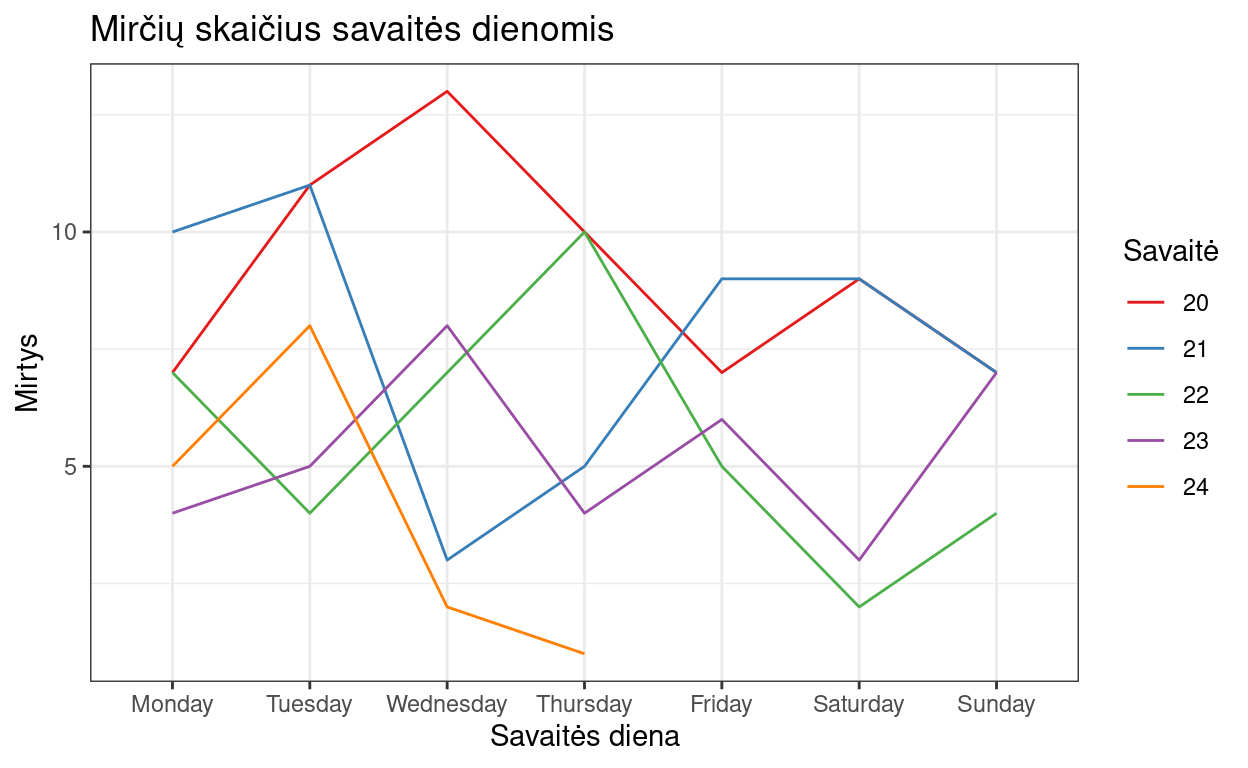 Mirčių skaičius savaitės dienomis
Mirtys
10
5
Monday Tuesday Wednesday Thursday Friday Saturday Sunday
Savaitės diena
Savaitė
20
21
22
23
24